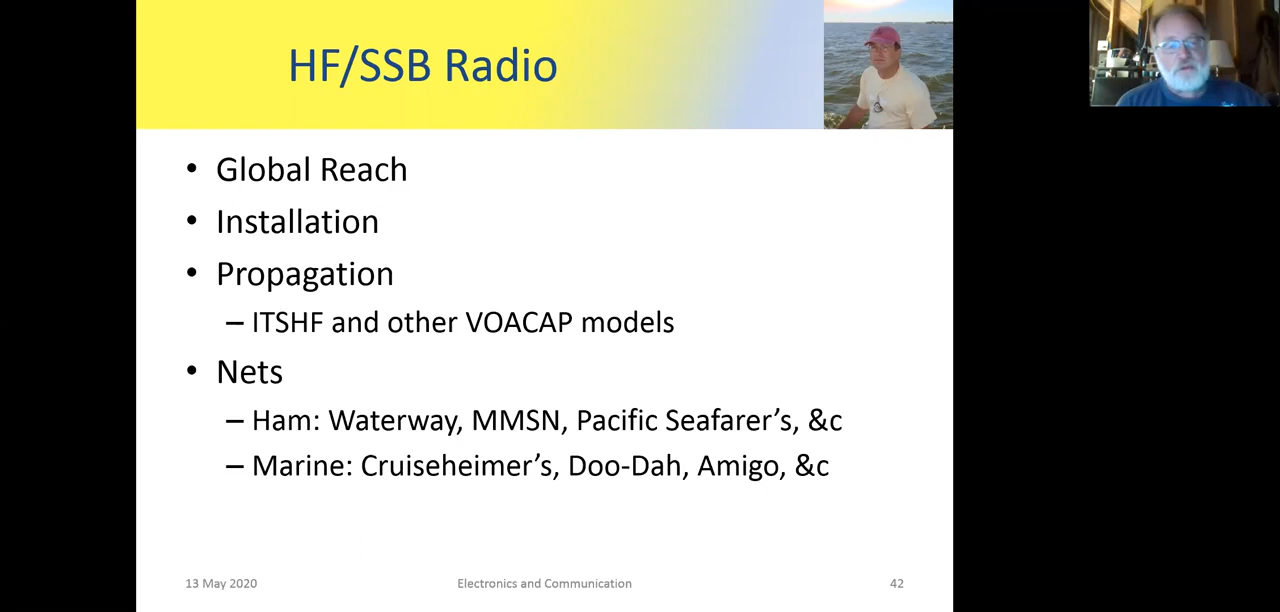 HF/SSB Radio
• Global Reach
• Installation
• Propagation
– ITSHF and other VOACAP models
• Nets
– Ham: Waterway, MMSN, Pacific Seafarer’s, &c
– Marine: Cruiseheimer’s, Doo-Dah, Amigo, &c
13 May 2020
Electronics and Communication
42